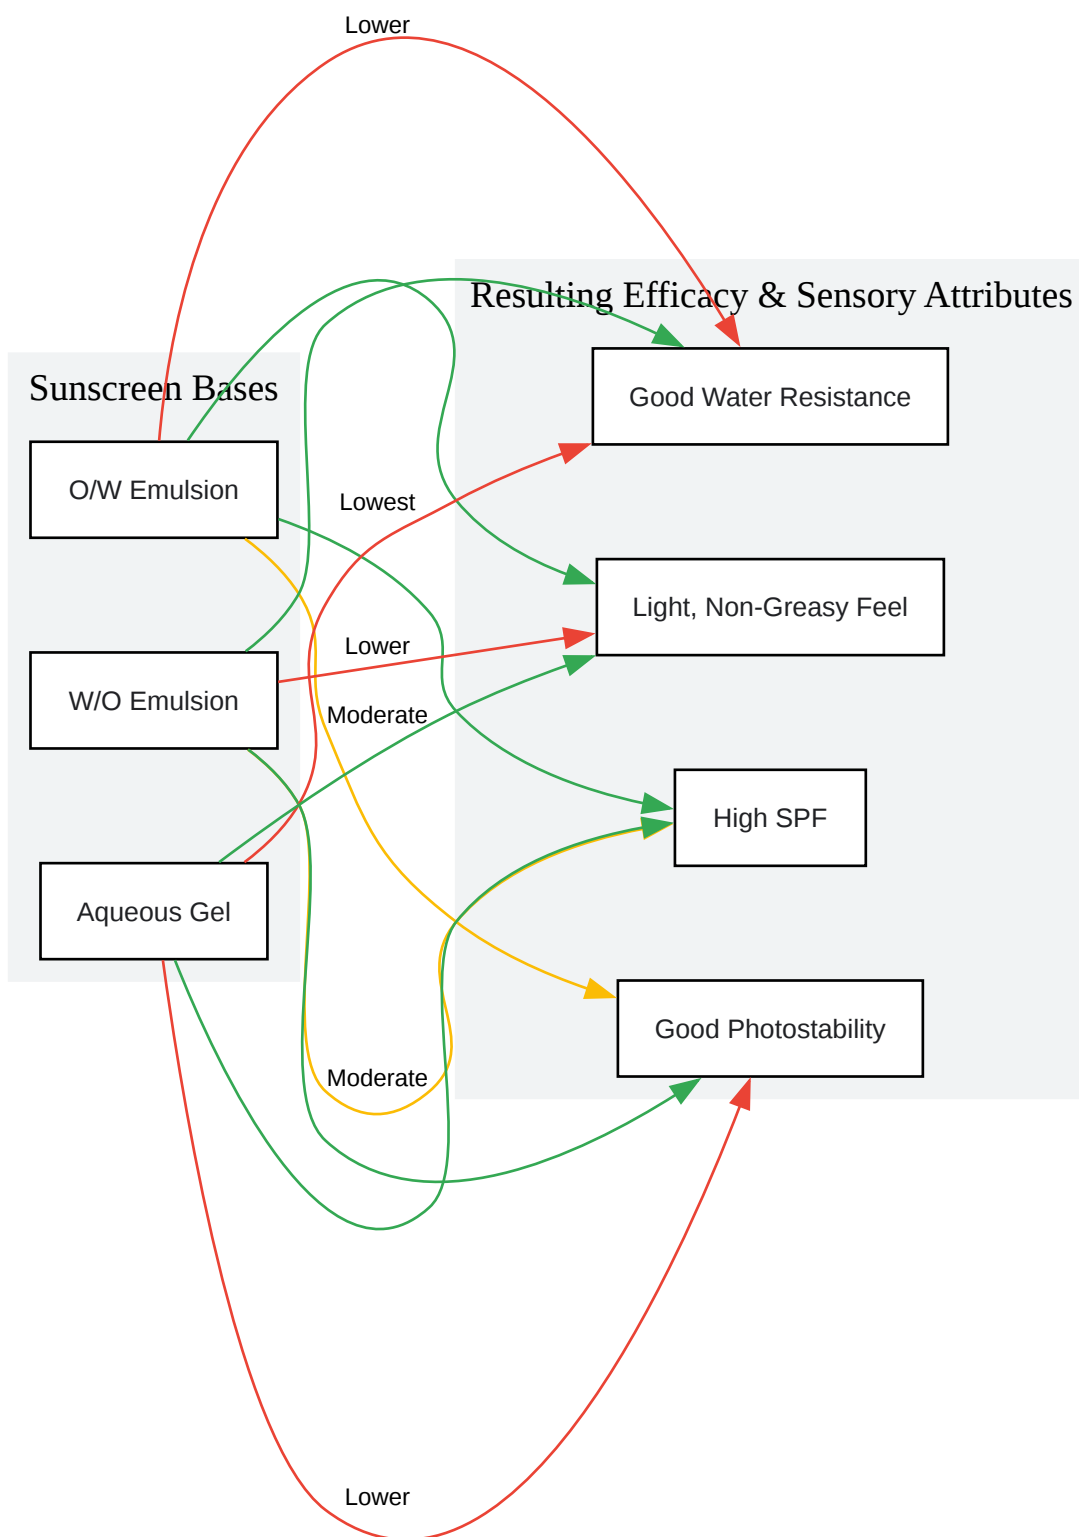 Lower
Resulting Efficacy & Sensory Attributes
Sunscreen Bases
Good Water Resistance
O/W Emulsion
Lowest
Light, Non-Greasy Feel
Lower
W/O Emulsion
Moderate
High SPF
Aqueous Gel
Good Photostability
Moderate
Lower